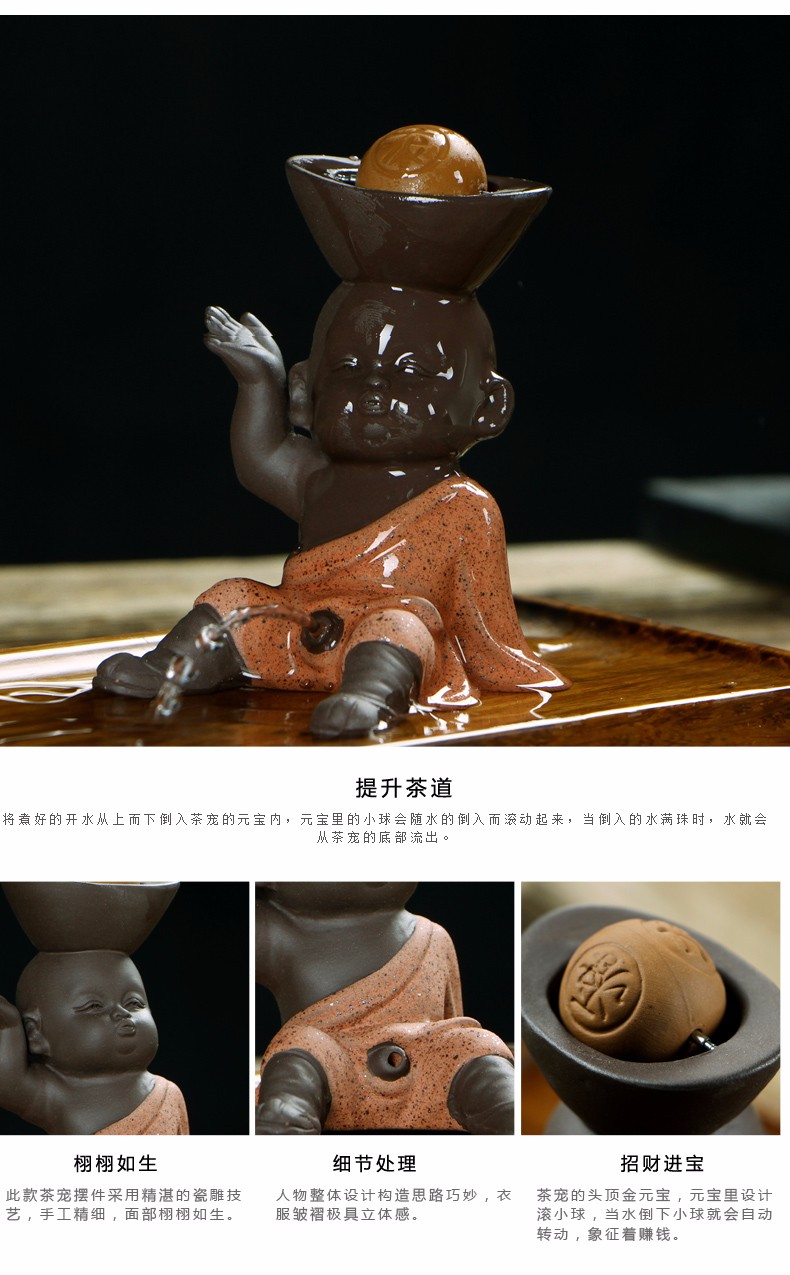 提升茶道
将煮好的开水从上而下倒入茶宠的元宝内，元宝里的小球会随水的倒入而滚动起来，当倒入的水满珠时，水就会
从茶宠的底部流出。
栩栩如生
此款茶宠摆件采用精湛的瓷雕技
艺，手工精细，面部栩栩如生。
细节处理
人物整体设计构造思路巧妙，衣
服皱褶极具立体感。
招财进宝
茶宠的头顶金元宝，元宝里设计
滚小球，当水倒下小球就会自动
转动，象征着赚钱。